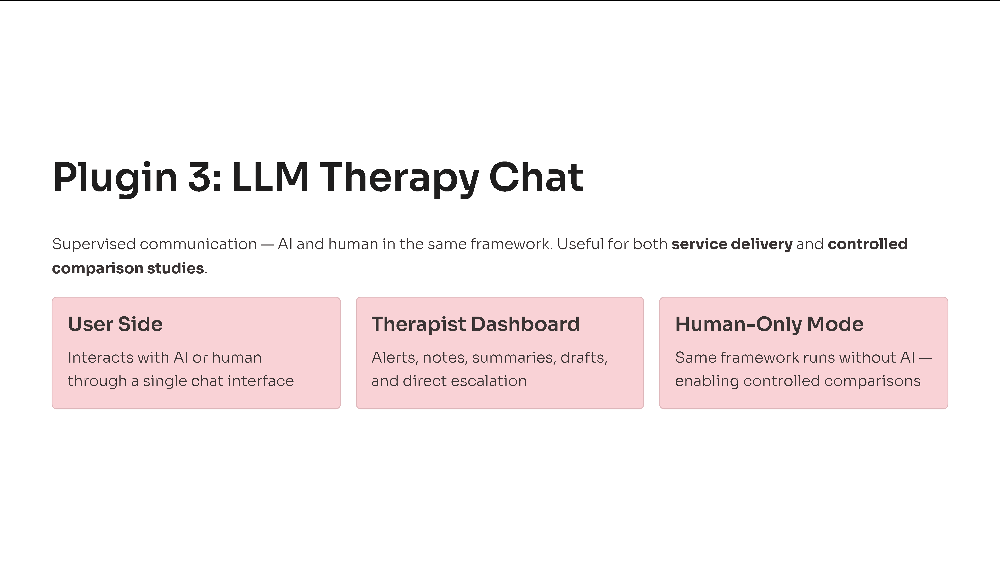 Plugin 3: LLM Therapy Chat
Supervised communication — AI and human in the same framework. Useful for both service delivery and controlled
comparison studies.
User Side
Interacts with AI or human
through a single chat interface
Therapist Dashboard
Alerts, notes, summaries, drafts,
and direct escalation
Human-Only Mode
Same framework runs without AI —
enabling controlled comparisons